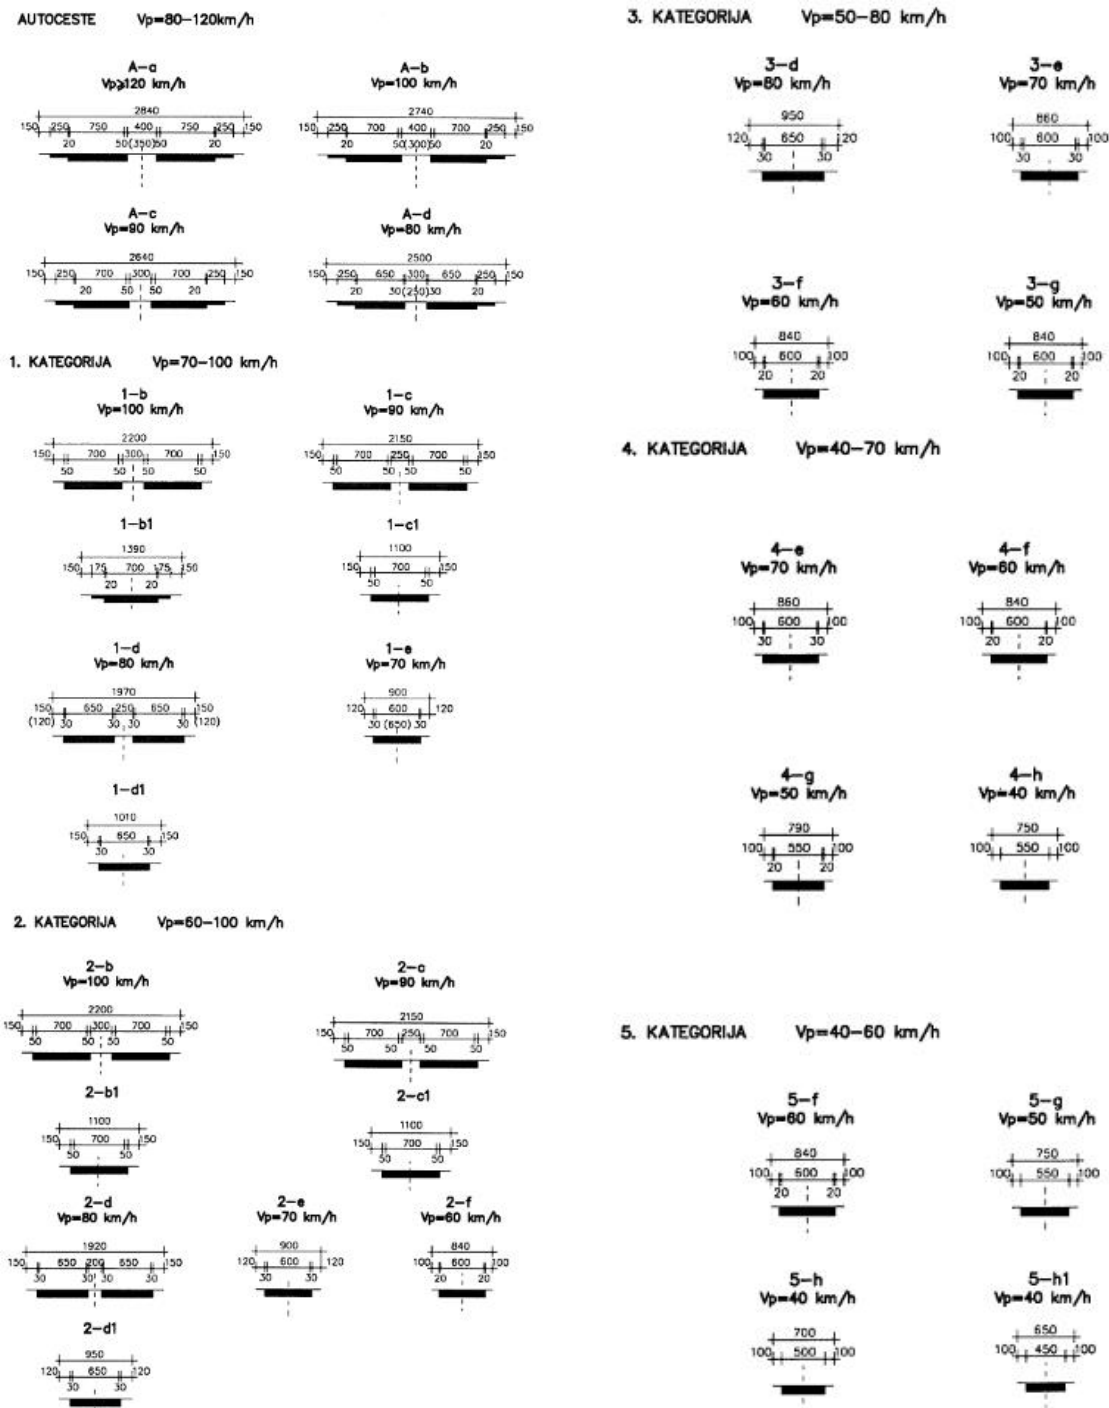 AUTOCESTE Vp=80-120km/h
A-a
Vp≥120 km/h
2840
150 250 750 400 750 250 150
20 50 (350) 50 20
A-b
Vp=100 km/h
2740
150 250 700 400 700 250 150
20 50 (300) 50 20
A-c
Vp=90 km/h
2640
150 250 700 300 700 250 150
20 50 50 20
A-d
Vp=80 km/h
2500
150 250 650 300 650 250 150
20 30 (250) 30 20
1. KATEGORIJA Vp=70-100 km/h
1-b
Vp=100 km/h
2200
150 700 300 700 150
50 50 50 50
1-c
Vp=90 km/h
2150
150 700 250 700 150
50 50 50 50
1-b1
1390
150 175 700 175 150
20 20
1-c1
1100
150 700 150
50 50
1-d
Vp=80 km/h
1970
150 650 250 650 150
(120) 30 30 30 30 (120)
1-e
Vp=70 km/h
900
120 600 120
30 (650) 30
1-d1
1010
150 650 150
30 30
2. KATEGORIJA Vp=60-100 km/h
2-b
Vp=100 km/h
2200
150 700 300 700 150
50 50 50 50
2-c
Vp=90 km/h
2150
150 700 250 700 150
50 50 50 50
2-b1
1100
150 700 150
50 50
2-c1
1100
150 700 150
50 50
2-d
Vp=80 km/h
1920
150 650 200 650 150
30 30 30 30
2-e
Vp=70 km/h
900
120 600 120
30 30
2-f
Vp=60 km/h
840
100 600 100
20 20
2-d1
950
120 650 120
30 30
3. KATEGORIJA Vp=50-80 km/h
3-d
Vp=80 km/h
950
120 650 120
30 30
3-e
Vp=70 km/h
860
100 600 100
30 30
3-f
Vp=60 km/h
840
100 600 100
20 20
3-g
Vp=50 km/h
840
100 600 100
20 20
4. KATEGORIJA Vp=40-70 km/h
4-e
Vp=70 km/h
860
100 600 100
30 30
4-f
Vp=60 km/h
840
100 600 100
20 20
4-g
Vp=50 km/h
790
100 550 100
20 20
4-h
Vp=40 km/h
750
100 550 100
5. KATEGORIJA Vp=40-60 km/h
5-f
Vp=60 km/h
840
100 600 100
20 20
5-g
Vp=50 km/h
750
100 550 100
5-h
Vp=40 km/h
700
100 500 100
5-h1
Vp=40 km/h
650
100 450 100